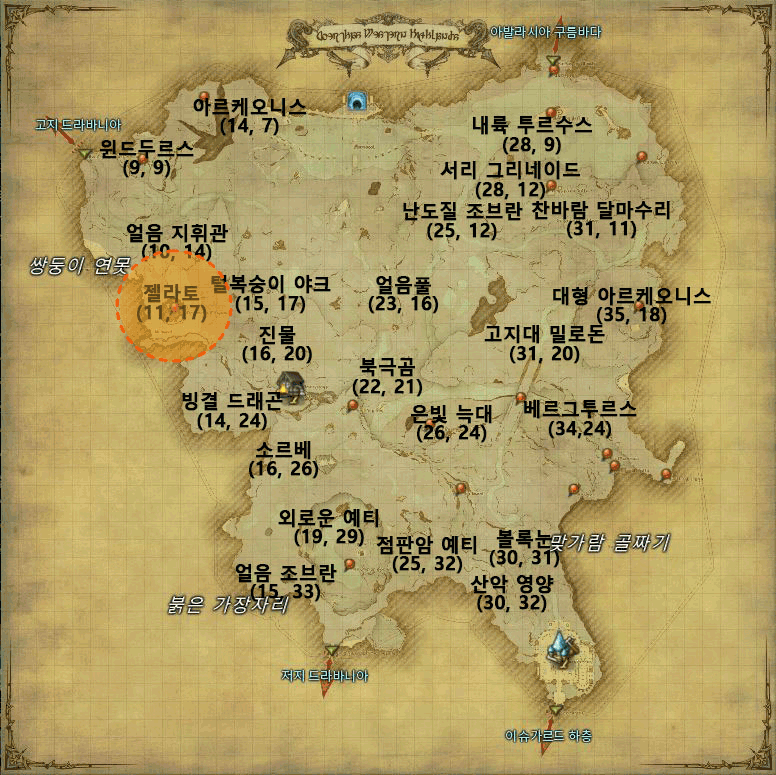 아발라시아 구름바다
Coerthas Western Highlands
고지 드라바니아
아르케오니스
(14, 7)
내륙 투르수스
(28, 9)
윈드두르스
(9, 9)
서리 그리네이드
(28, 12)
난도질 조브란
(25, 12)
찬바람 달마수리
(31, 11)
얼음 지휘관
(10, 14)
쌍둥이 연못
젤라토
(11, 17)
털복숭이 야크
(15, 17)
얼음풀
(23, 16)
대형 아르케오니스
(35, 18)
진물
(16, 20)
고지대 밀로돈
(31, 20)
북극곰
(22, 21)
빙결 드래곤
(14, 24)
은빛 늑대
(26, 24)
베르그투르스
(34,24)
소르베
(16, 26)
외로운 예티
(19, 29)
점판암 예티
(25, 32)
볼록눈
(30, 31)
맞가람 골짜기
얼음 조브란
(15, 33)
산악 영양
(30, 32)
붉은 가장자리
저지 드라바니아
이슈가르드 하층